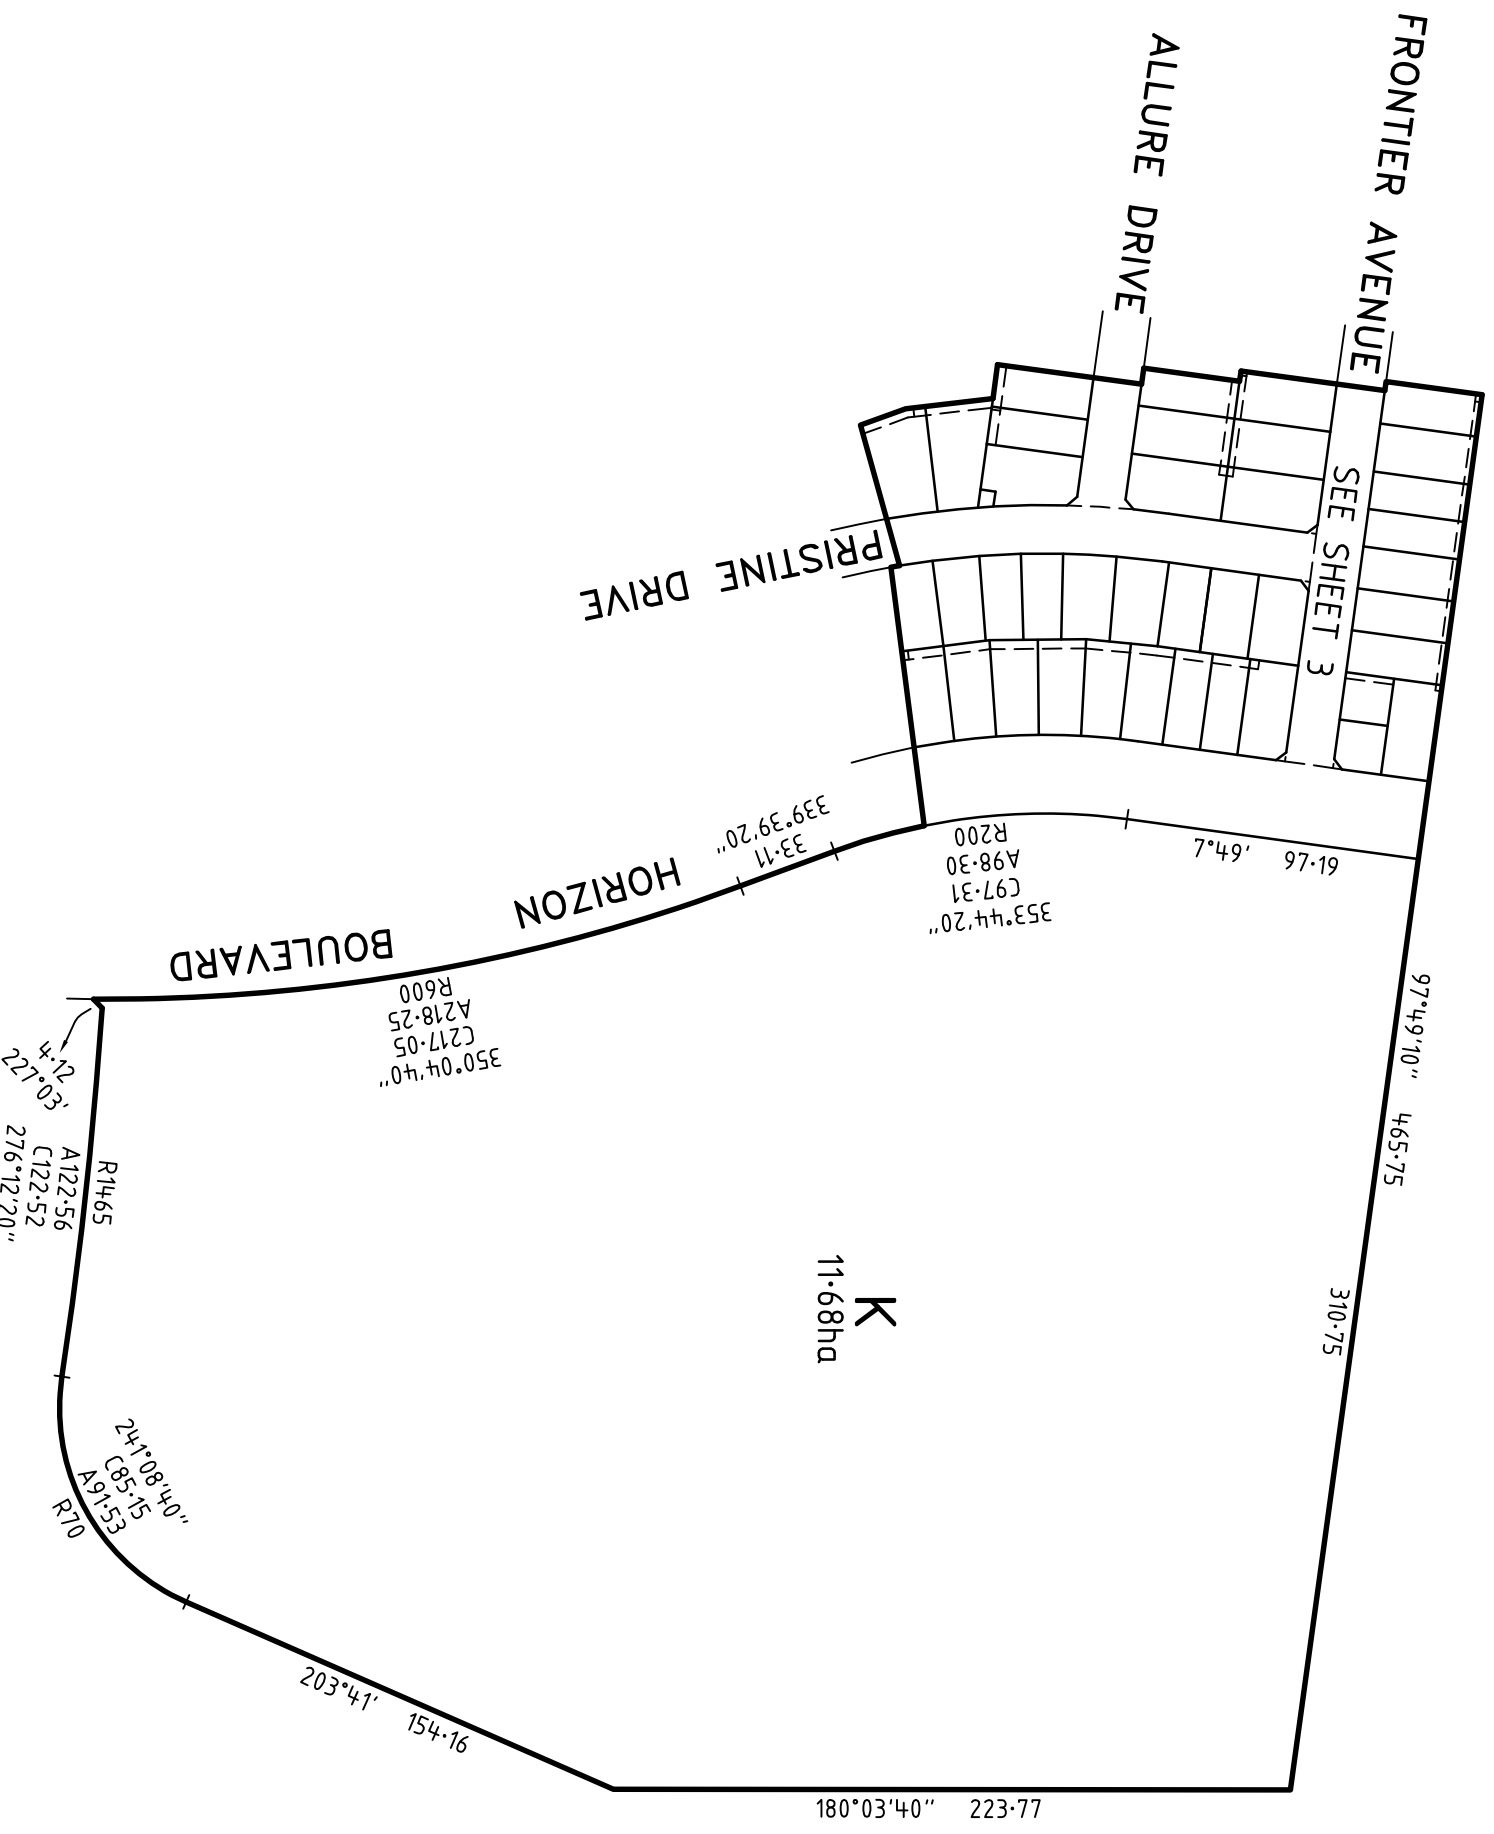 FRONTIER AVENUE
ALLURE DRIVE
SEE SHEET 3
PRISTINE DRIVE
HORIZON BOULEVARD
7°49' 97·19
R200
A98·30
C97·31
353°44'20"
33·11
339°39'20"
R600
A218·25
C217·05
350°04'40"
97°49'10" 465·75
310·75
K
11·68ha
4·12
227°03'
R1465
A122·56
C122·52
276°12'20"
241°08'40"
C85·15
A91·53
R70
203°41' 154·16
180°03'40" 223·77